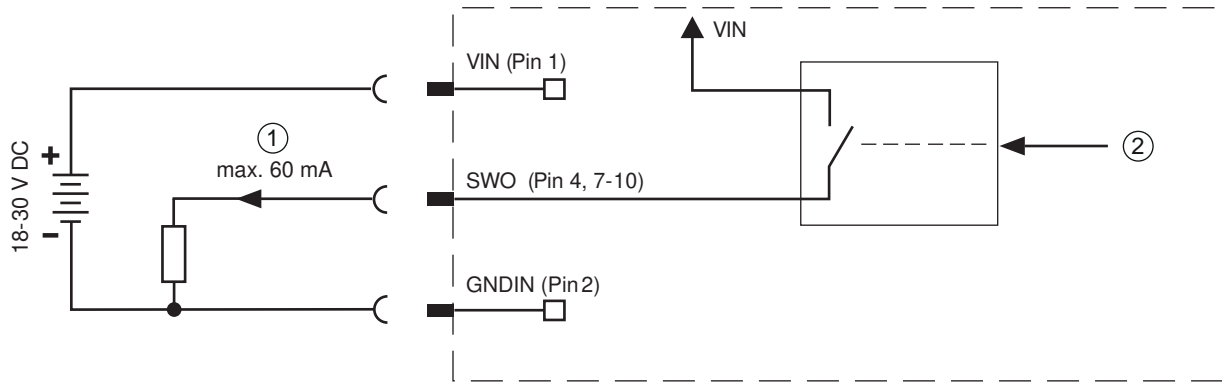 VIN
VIN (Pin 1)
①
max. 60 mA
②
+
18-30 V DC
SWO (Pin 4, 7-10)
-
GNDIN (Pin 2)